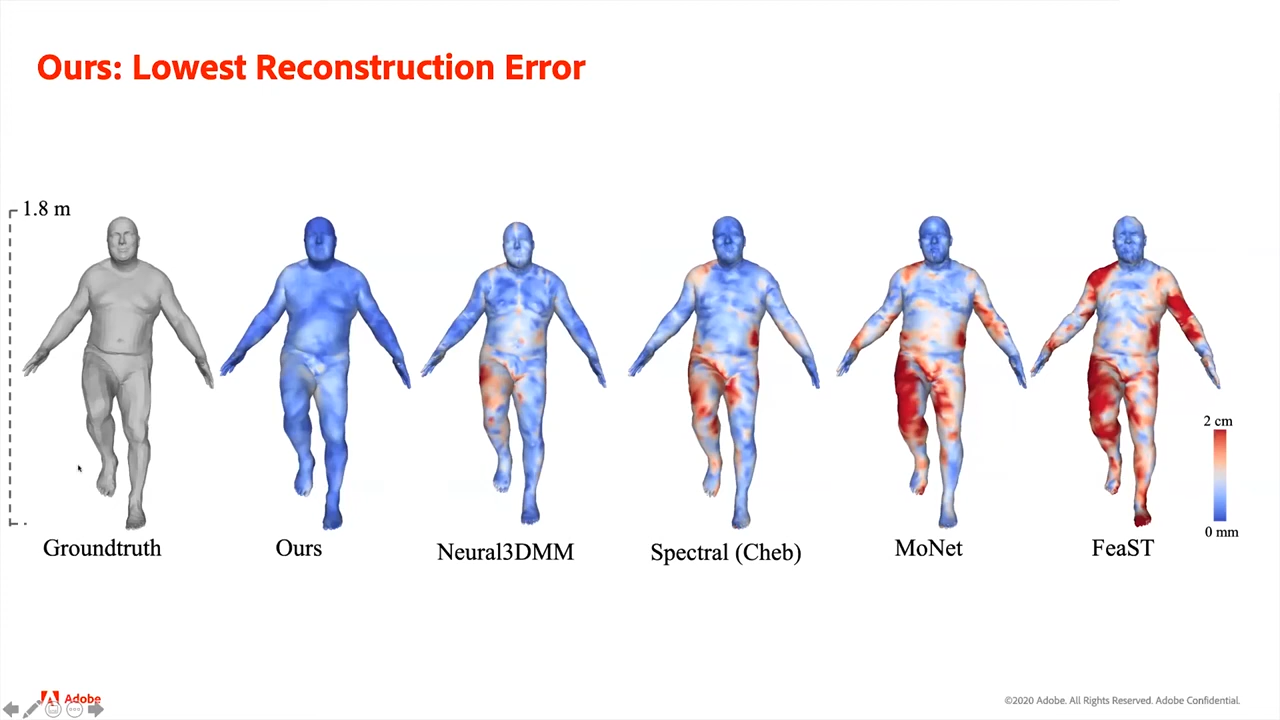 Ours: Lowest Reconstruction Error
1.8 m
2 cm
0 mm
Groundtruth
Ours
Neural3DMM
Spectral (Cheb)
MoNet
FeaST
Adobe
©2020 Adobe. All Rights Reserved. Adobe Confidential.